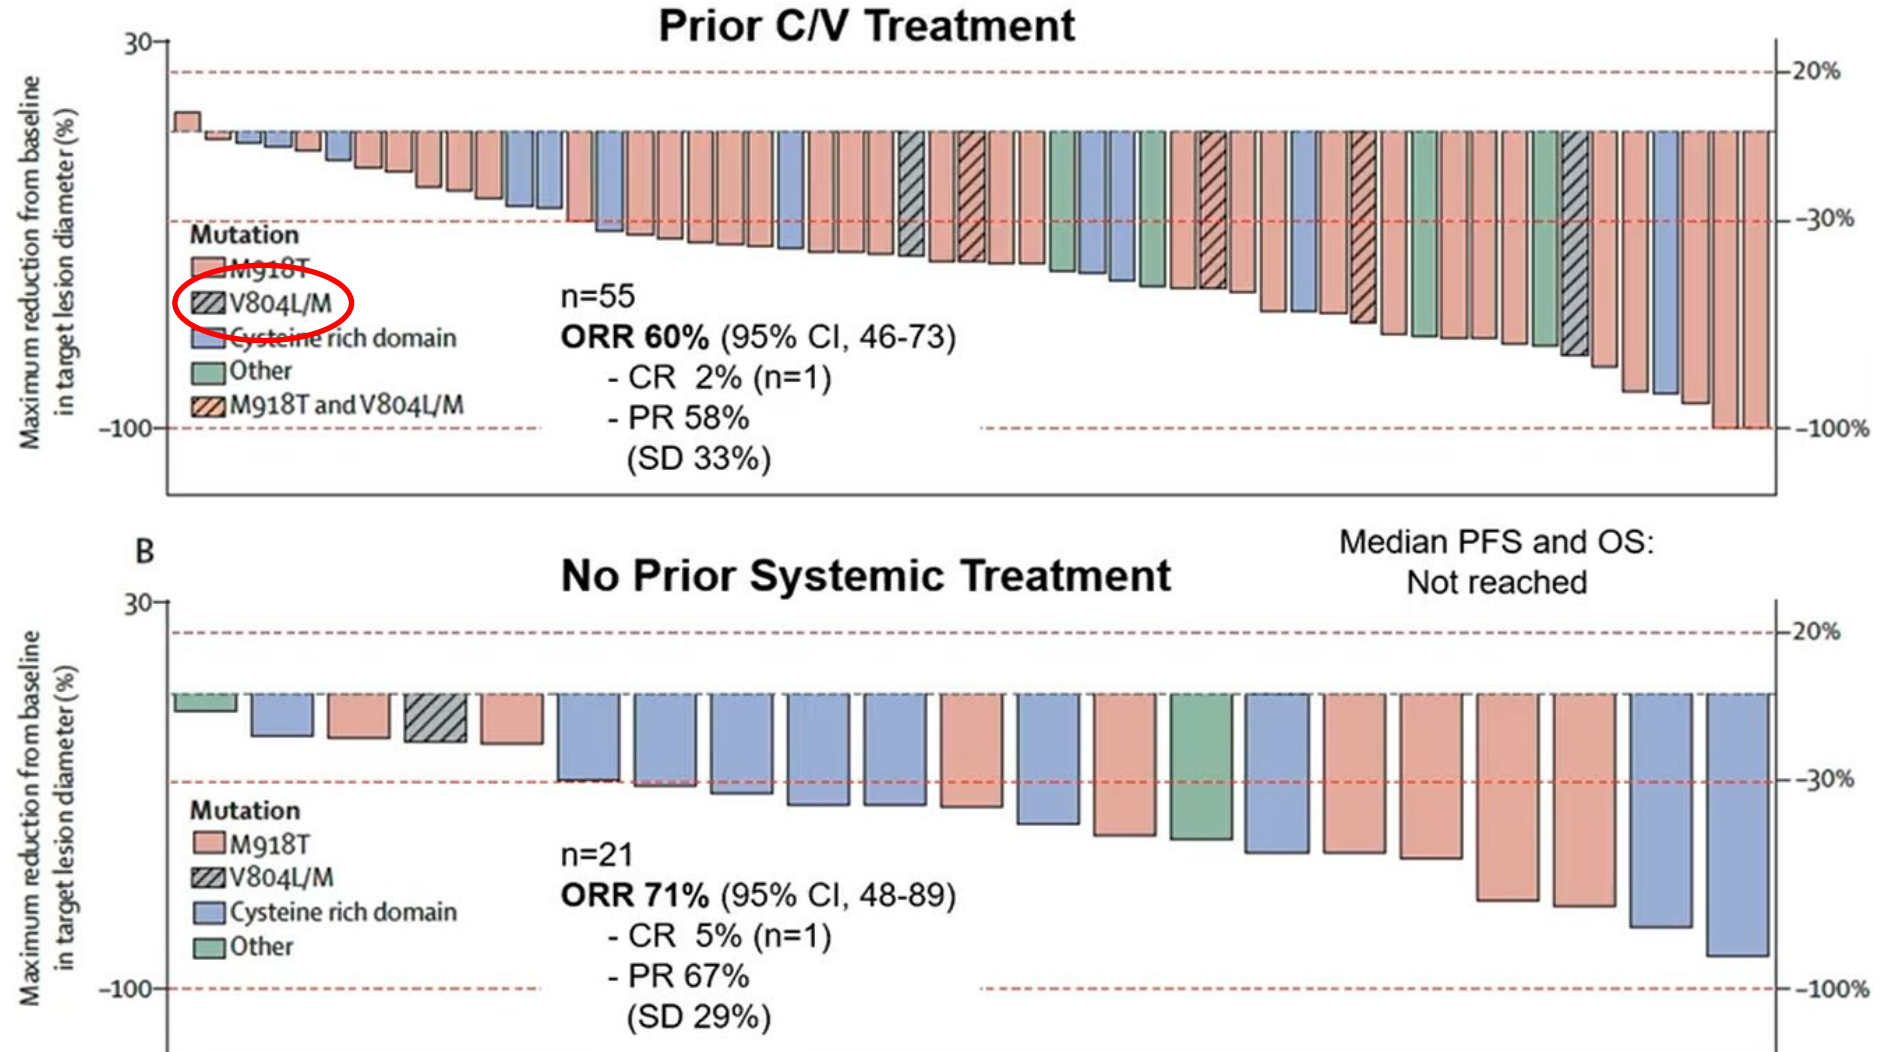 Prior C/V Treatment
30
20%
Maximum reduction from baseline
in target lesion diameter (%)
-30%
Mutation
M918T
V804L/M
Cysteine rich domain
Other
M918T and V804L/M
n=55
ORR 60% (95% CI, 46-73)
- CR 2% (n=1)
- PR 58%
(SD 33%)
-100
-100%
B
No Prior Systemic Treatment
Median PFS and OS:
Not reached
30
20%
Maximum reduction from baseline
in target lesion diameter (%)
-30%
Mutation
M918T
V804L/M
Cysteine rich domain
Other
n=21
ORR 71% (95% CI, 48-89)
- CR 5% (n=1)
- PR 67%
(SD 29%)
-100
-100%